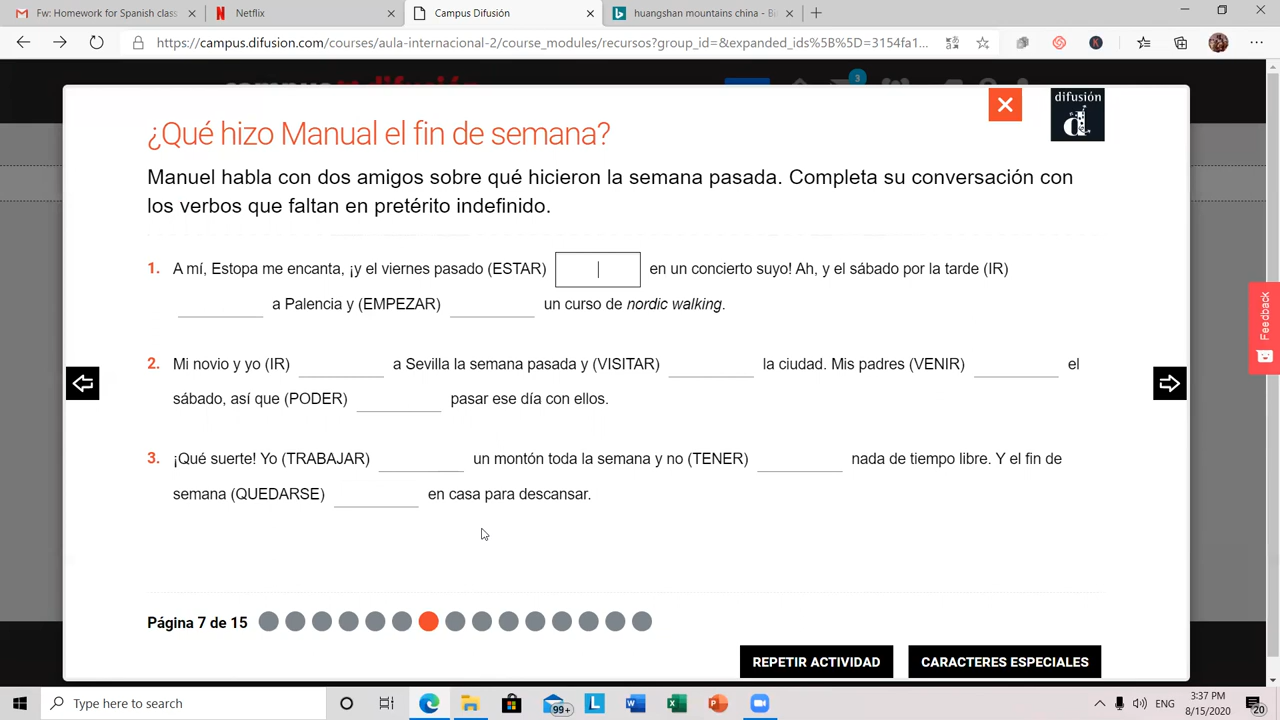 Fw: Homework for Spanish class
Netflix
Campus Difusión
huangshan mountains china - Bi
https://campus.difusion.com/courses/aula-internacional-2/course_modules/recursos?group_id=&expanded_ids%5B%5D=3154fa1...
3
difusión
d
¿Qué hizo Manual el fin de semana?
Manuel habla con dos amigos sobre qué hicieron la semana pasada. Completa su conversación con
los verbos que faltan en pretérito indefinido.
1. A mí, Estopa me encanta, ¡y el viernes pasado (ESTAR) en un concierto suyo! Ah, y el sábado por la tarde (IR)
a Palencia y (EMPEZAR) un curso de nordic walking.
2. Mi novio y yo (IR) a Sevilla la semana pasada y (VISITAR) la ciudad. Mis padres (VENIR) el
sábado, así que (PODER) pasar ese día con ellos.
3. ¡Qué suerte! Yo (TRABAJAR) un montón toda la semana y no (TENER) nada de tiempo libre. Y el fin de
semana (QUEDARSE) en casa para descansar.
Feedback
Página 7 de 15
REPETIR ACTIVIDAD CARACTERES ESPECIALES
Type here to search
99+
ENG
3:37 PM
8/15/2020
20